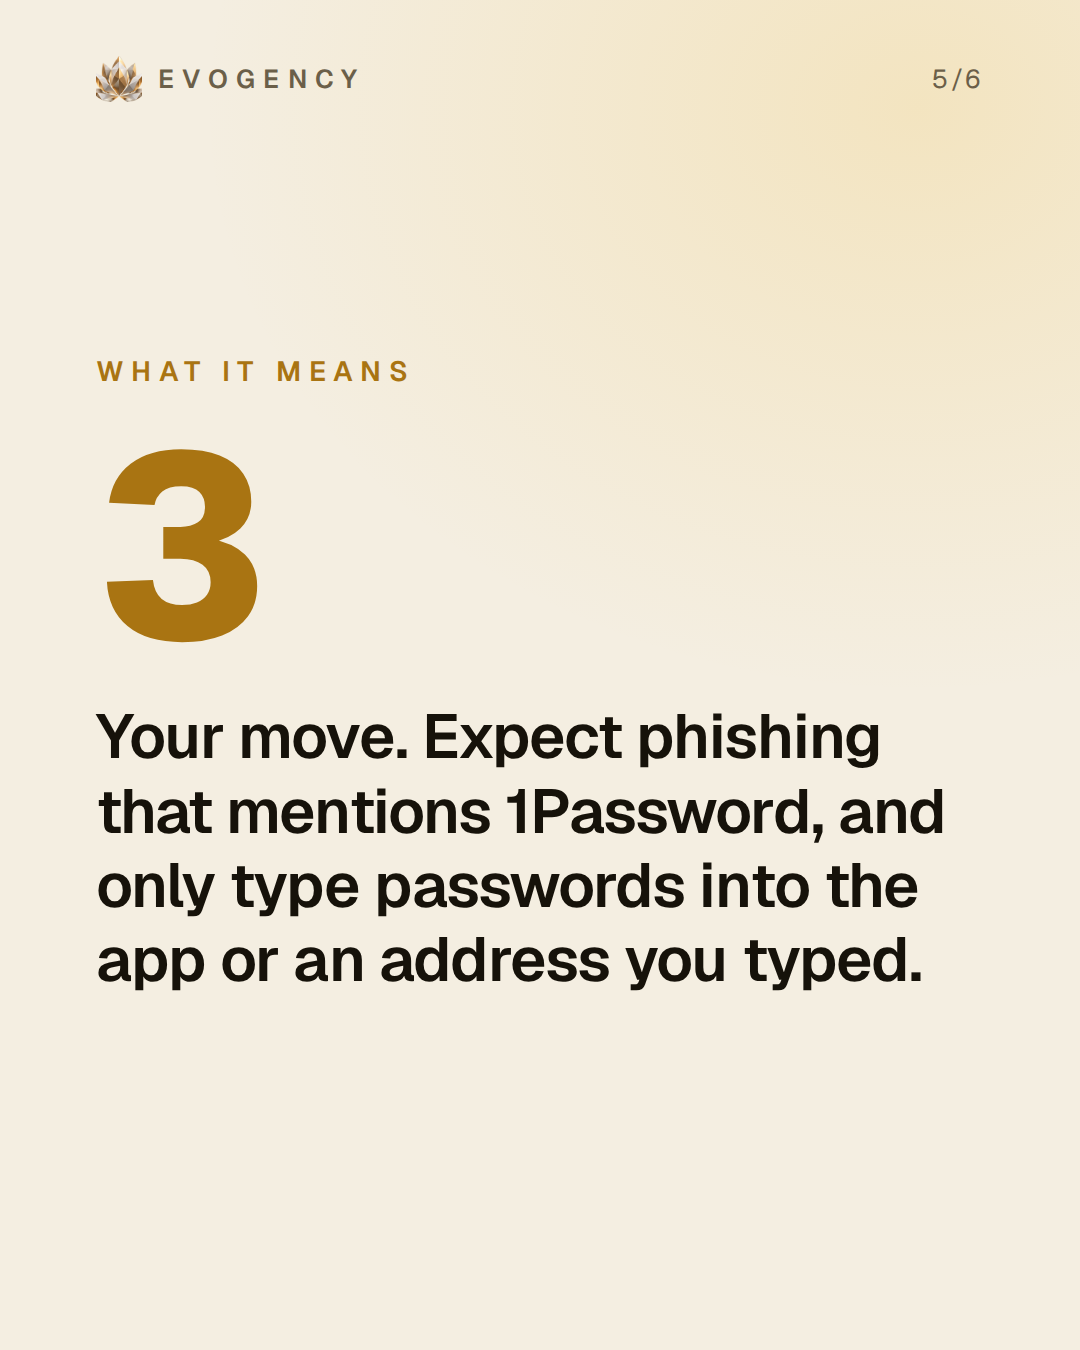 EVOGENCY
5/6
WHAT IT MEANS
3
Your move. Expect phishing
that mentions 1Password, and
only type passwords into the
app or an address you typed.